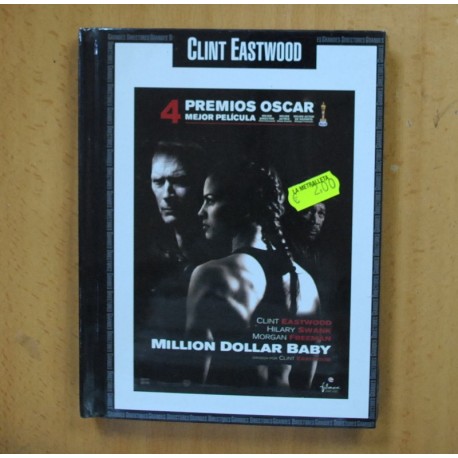 CLINT EASTWOOD
4 PREMIOS OSCAR
MEJOR PELÍCULA
LA METRALLETA
€ 2,00
CLINT EASTWOOD
HILARY SWANK
MORGAN FREEMAN
MILLION DOLLAR BABY